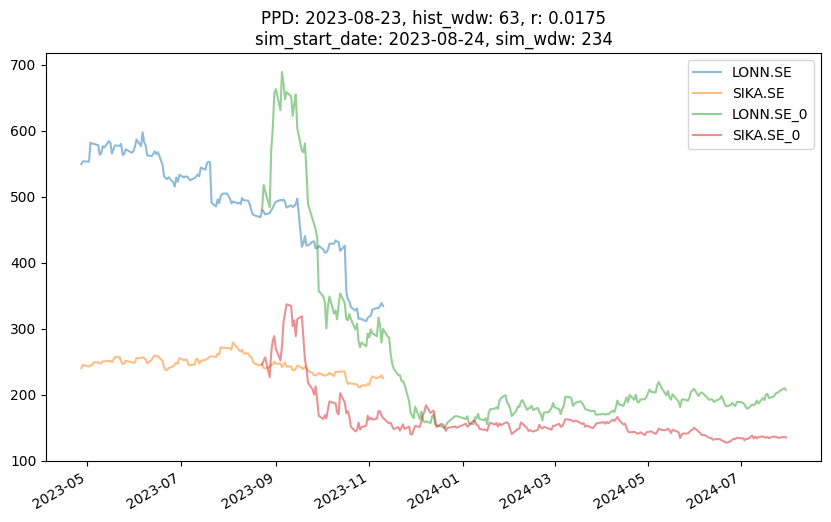 PPD: 2023-08-23, hist_wdw: 63, r: 0.0175
sim_start_date: 2023-08-24, sim_wdw: 234
LONN.SE
SIKA.SE
LONN.SE_0
SIKA.SE_0
700
600
500
400
300
200
100
2023-05
2023-07
2023-09
2023-11
2024-01
2024-03
2024-05
2024-07